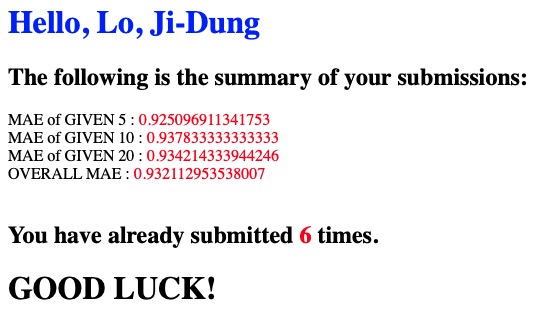 Hello, Lo, Ji-Dung
The following is the summary of your submissions:
MAE of GIVEN 5 : 0.925096911341753
MAE of GIVEN 10 : 0.937833333333333
MAE of GIVEN 20 : 0.934214333944246
OVERALL MAE : 0.932112953538007
You have already submitted 6 times.
GOOD LUCK!